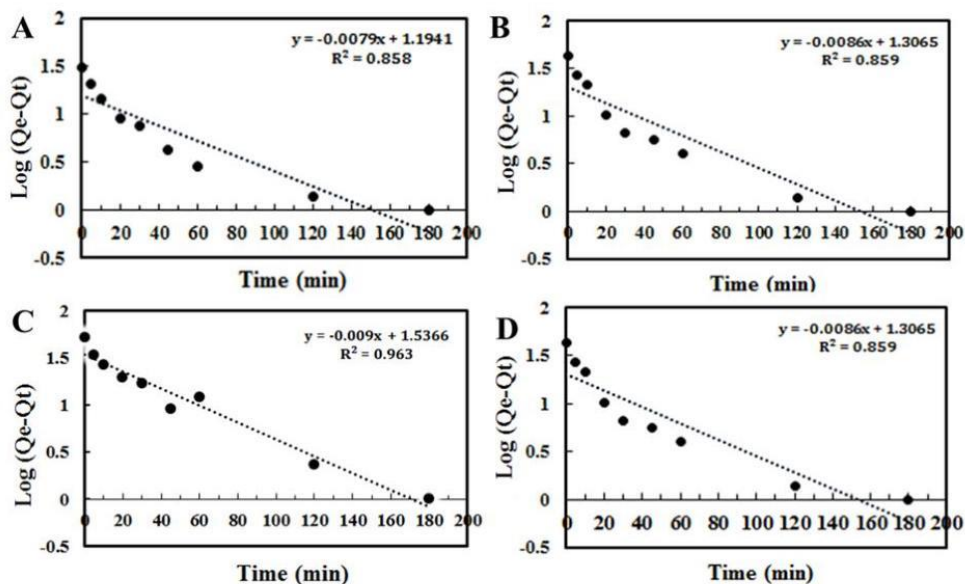 A
y = -0.0079x + 1.1941
R² = 0.858
Log (Qe-Qt)
2
1.5
1
0.5
0
-0.5
0 20 40 60 80 100 120 140 160 180 200
Time (min)
B
y = -0.0086x + 1.3065
R² = 0.859
Log (Qe-Qt)
2
1.5
1
0.5
0
-0.5
0 20 40 60 80 100 120 140 160 180 200
Time (min)
C
y = -0.009x + 1.5366
R² = 0.963
Log (Qe-Qt)
2
1.5
1
0.5
0
-0.5
0 20 40 60 80 100 120 140 160 180 200
Time (min)
D
y = -0.0086x + 1.3065
R² = 0.859
Log (Qe-Qt)
2
1.5
1
0.5
0
-0.5
0 20 40 60 80 100 120 140 160 180 200
Time (min)